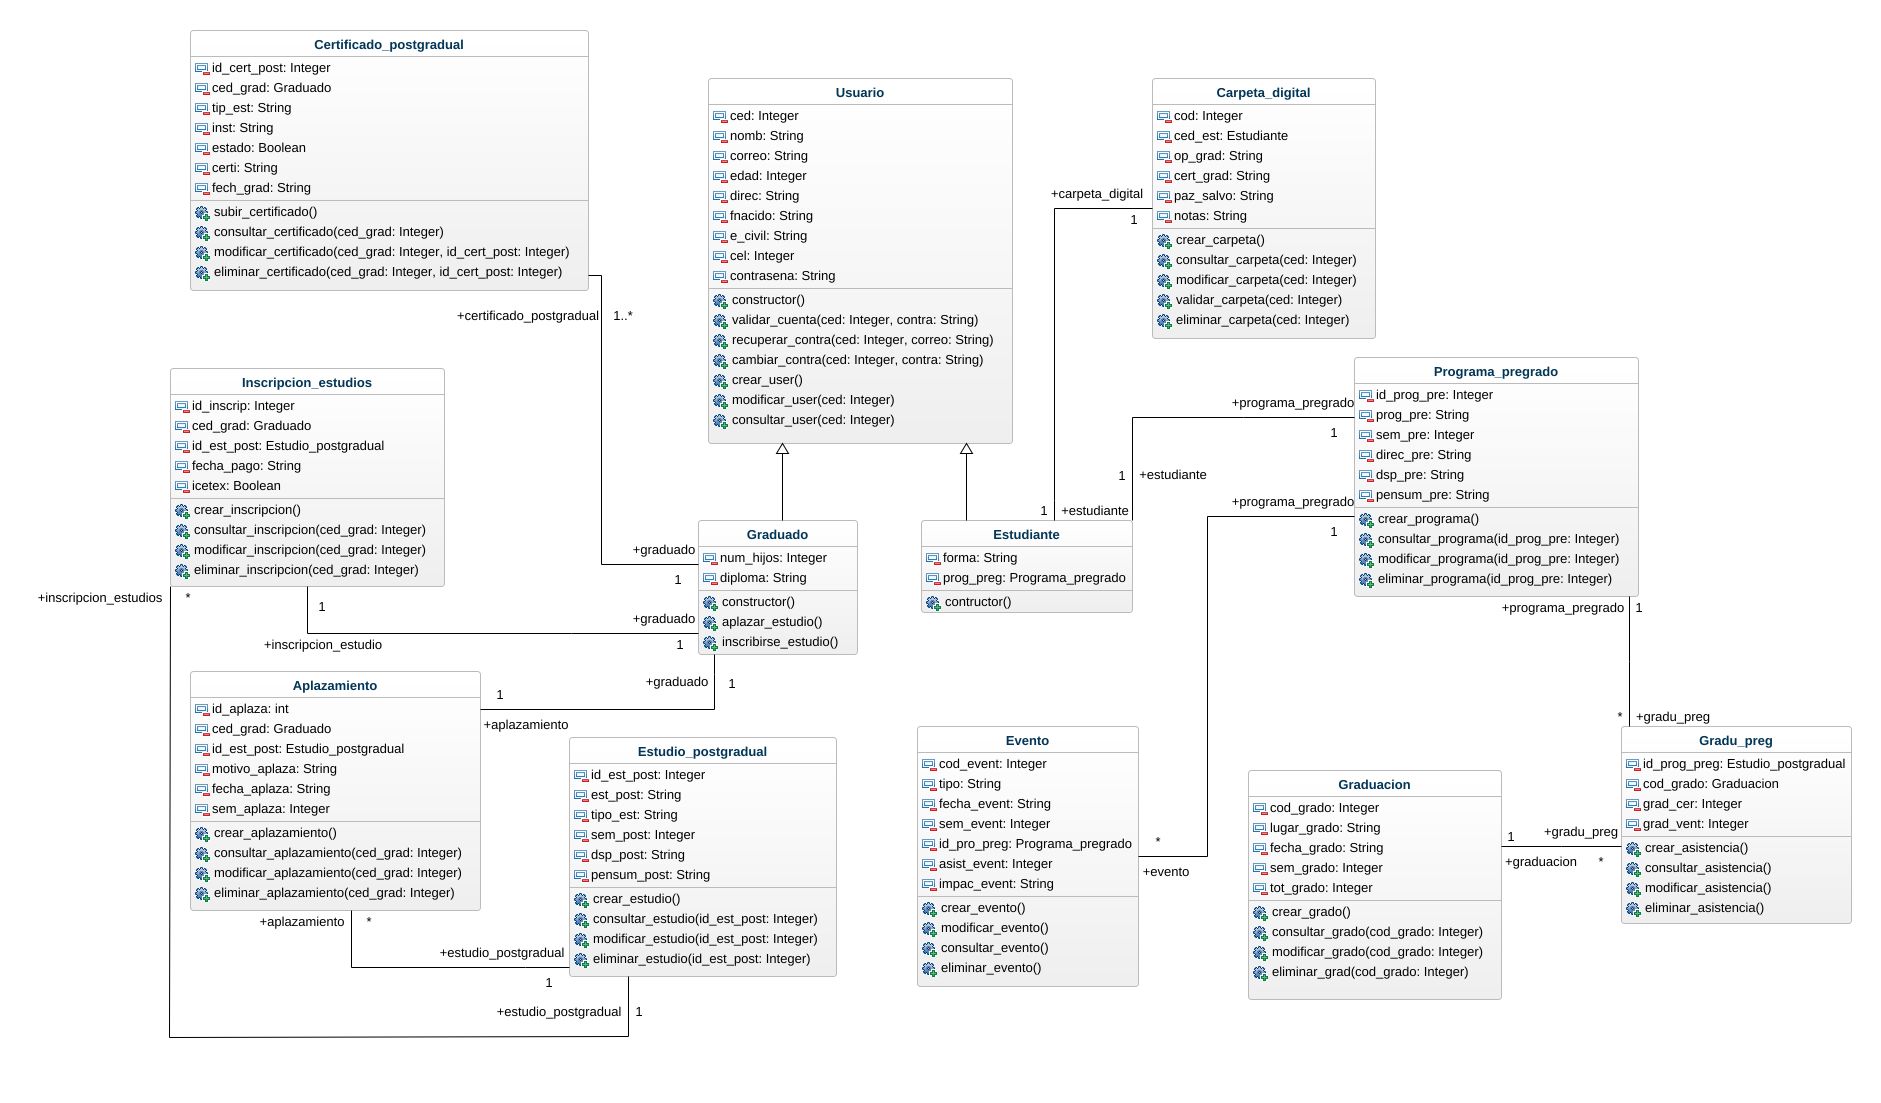 Certificado_postgradual
id_cert_post: Integer
ced_grad: Graduado
tip_est: String
inst: String
estado: Boolean
certi: String
fech_grad: String
subir_certificado()
consultar_certificado(ced_grad: Integer)
modificar_certificado(ced_grad: Integer, id_cert_post: Integer)
eliminar_certificado(ced_grad: Integer, id_cert_post: Integer)
+certificado_postgradual
1..*
+graduado
1
Usuario
ced: Integer
nomb: String
correo: String
edad: Integer
direc: String
fnacido: String
e_civil: String
cel: Integer
contrasena: String
constructor()
validar_cuenta(ced: Integer, contra: String)
recuperar_contra(ced: Integer, correo: String)
cambiar_contra(ced: Integer, contra: String)
crear_user()
modificar_user(ced: Integer)
consultar_user(ced: Integer)
Carpeta_digital
cod: Integer
ced_est: Estudiante
op_grad: String
cert_grad: String
paz_salvo: String
notas: String
crear_carpeta()
consultar_carpeta(ced: Integer)
modificar_carpeta(ced: Integer)
validar_carpeta(ced: Integer)
eliminar_carpeta(ced: Integer)
+carpeta_digital
1
1 +estudiante
Programa_pregrado
id_prog_pre: Integer
prog_pre: String
sem_pre: Integer
direc_pre: String
dsp_pre: String
pensum_pre: String
crear_programa()
consultar_programa(id_prog_pre: Integer)
modificar_programa(id_prog_pre: Integer)
eliminar_programa(id_prog_pre: Integer)
+programa_pregrado
1
1 +estudiante
+programa_pregrado
1
+programa_pregrado 1
* +gradu_preg
Inscripcion_estudios
id_inscrip: Integer
ced_grad: Graduado
id_est_post: Estudio_postgradual
fecha_pago: String
icetex: Boolean
crear_inscripcion()
consultar_inscripcion(ced_grad: Integer)
modificar_inscripcion(ced_grad: Integer)
eliminar_inscripcion(ced_grad: Integer)
+inscripcion_estudios *
1
+inscripcion_estudio
+graduado
1
Graduado
num_hijos: Integer
diploma: String
constructor()
aplazar_estudio()
inscribirse_estudio()
+graduado 1
Estudiante
forma: String
prog_preg: Programa_pregrado
contructor()
Aplazamiento
id_aplaza: int
ced_grad: Graduado
id_est_post: Estudio_postgradual
motivo_aplaza: String
fecha_aplaza: String
sem_aplaza: Integer
crear_aplazamiento()
consultar_aplazamiento(ced_grad: Integer)
modificar_aplazamiento(ced_grad: Integer)
eliminar_aplazamiento(ced_grad: Integer)
1
+aplazamiento
+aplazamiento *
+estudio_postgradual
1
Estudio_postgradual
id_est_post: Integer
est_post: String
tipo_est: String
sem_post: Integer
dsp_post: String
pensum_post: String
crear_estudio()
consultar_estudio(id_est_post: Integer)
modificar_estudio(id_est_post: Integer)
eliminar_estudio(id_est_post: Integer)
+estudio_postgradual 1
Evento
cod_event: Integer
tipo: String
fecha_event: String
sem_event: Integer
id_pro_preg: Programa_pregrado
asist_event: Integer
impac_event: String
crear_evento()
modificar_evento()
consultar_evento()
eliminar_evento()
*
+evento
Graduacion
cod_grado: Integer
lugar_grado: String
fecha_grado: String
sem_grado: Integer
tot_grado: Integer
crear_grado()
consultar_grado(cod_grado: Integer)
modificar_grado(cod_grado: Integer)
eliminar_grad(cod_grado: Integer)
1 +gradu_preg
+graduacion *
Gradu_preg
id_prog_preg: Estudio_postgradual
cod_grado: Graduacion
grad_cer: Integer
grad_vent: Integer
crear_asistencia()
consultar_asistencia()
modificar_asistencia()
eliminar_asistencia()